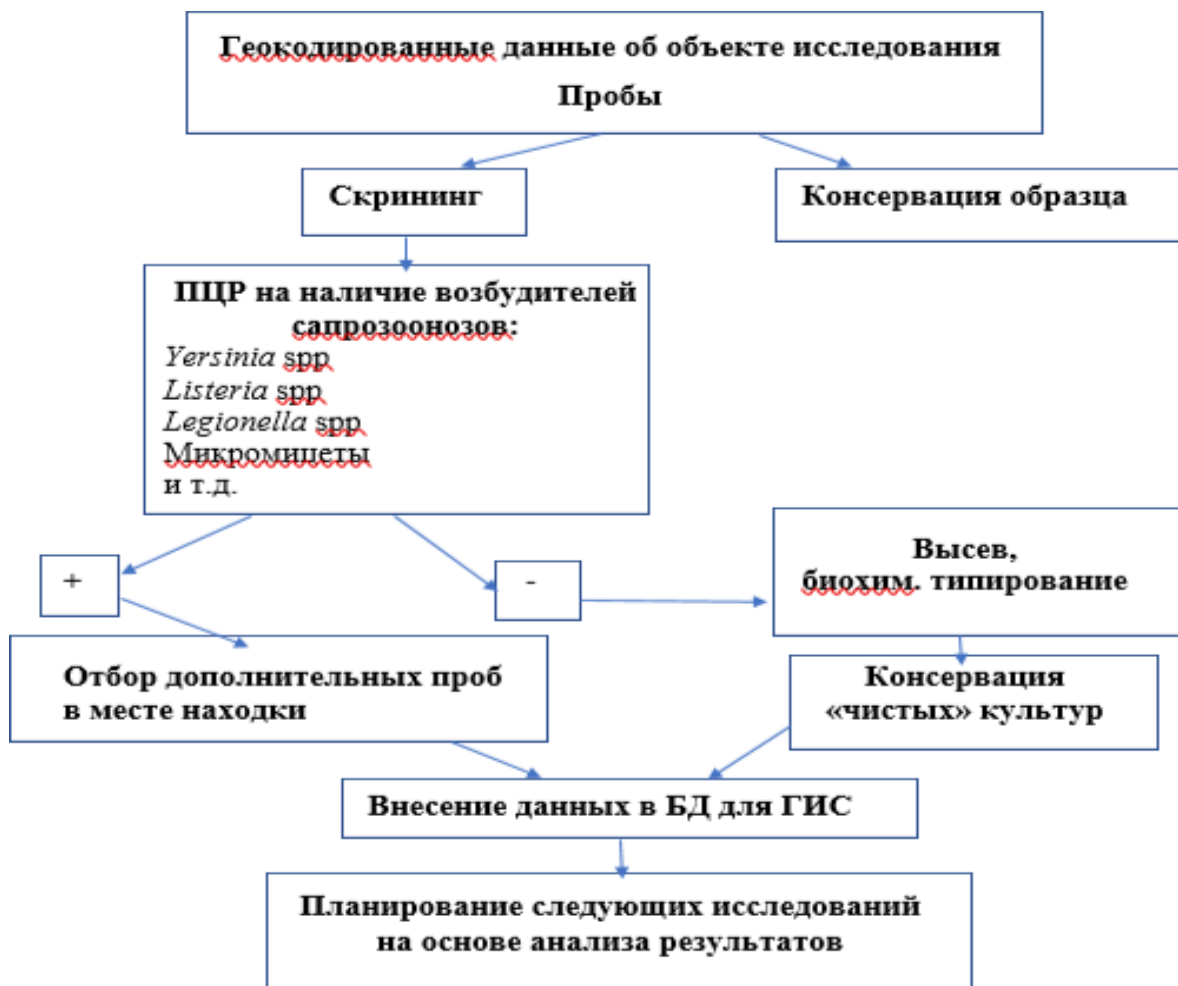 Геокодированные данные об объекте исследования
Пробы
Скрининг
Консервация образца
ПЦР на наличие возбудителей
сапрозоонозов:
Yersinia spp
Listeria spp
Legionella spp
Микромицеты
и т.д.
+
-
Высев,
биохим. типирование
Отбор дополнительных проб
в месте находки
Консервация
«чистых» культур
Внесение данных в БД для ГИС
Планирование следующих исследований
на основе анализа результатов